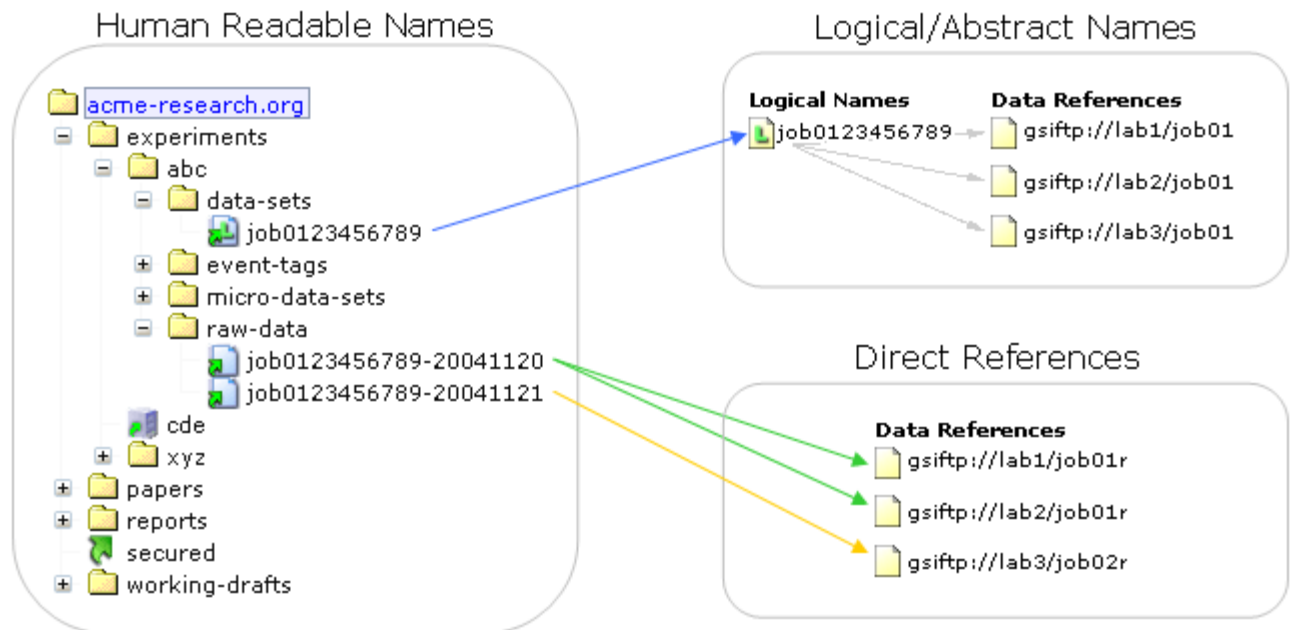 Human Readable Names
acme-research.org
experiments
abc
data-sets
job0123456789
event-tags
micro-data-sets
raw-data
job0123456789-20041120
job0123456789-20041121
cde
xyz
papers
reports
secured
working-drafts
Logical/Abstract Names
Logical Names Data References
L job0123456789 gsiftp://lab1/job01
gsiftp://lab2/job01
gsiftp://lab3/job01
Direct References
Data References
gsiftp://lab1/job01r
gsiftp://lab2/job01r
gsiftp://lab3/job02r